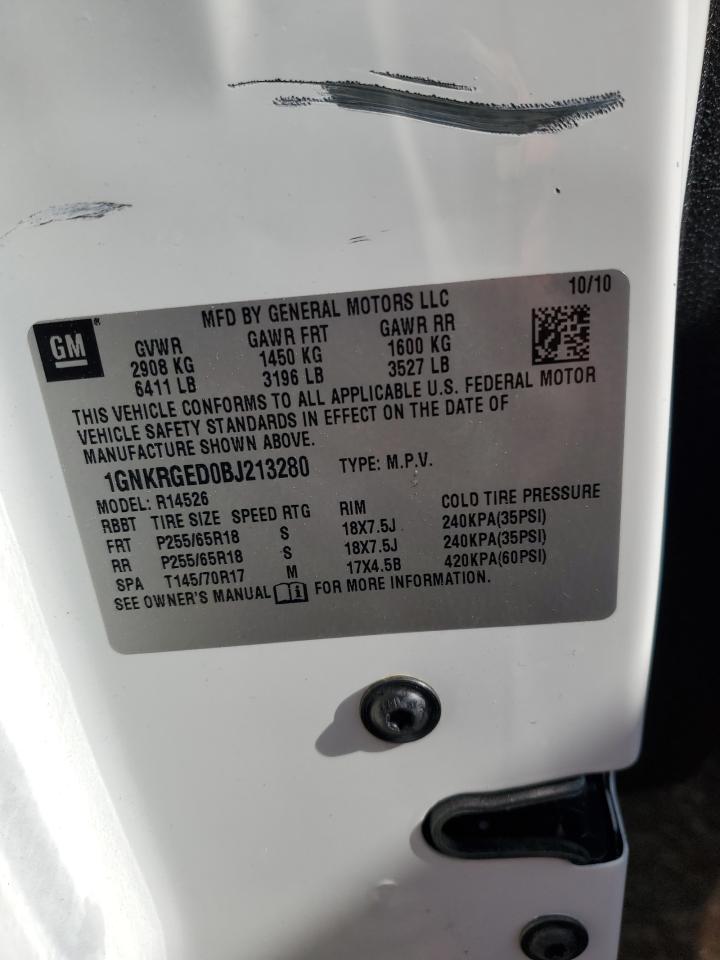 MFD BY GENERAL MOTORS LLC 10/10
GM®
GVWR GAWR FRT GAWR RR
2908 KG 1450 KG 1600 KG
6411 LB 3196 LB 3527 LB
THIS VEHICLE CONFORMS TO ALL APPLICABLE U.S. FEDERAL MOTOR
VEHICLE SAFETY STANDARDS IN EFFECT ON THE DATE OF
MANUFACTURE SHOWN ABOVE.
1GNKRGED0BJ213280 TYPE: M.P.V.
MODEL: R14526
RBBT TIRE SIZE SPEED RTG RIM COLD TIRE PRESSURE
FRT P255/65R18 S 18X7.5J 240KPA(35PSI)
RR P255/65R18 S 18X7.5J 240KPA(35PSI)
SPA T145/70R17 M 17X4.5B 420KPA(60PSI)
SEE OWNER'S MANUAL i FOR MORE INFORMATION.